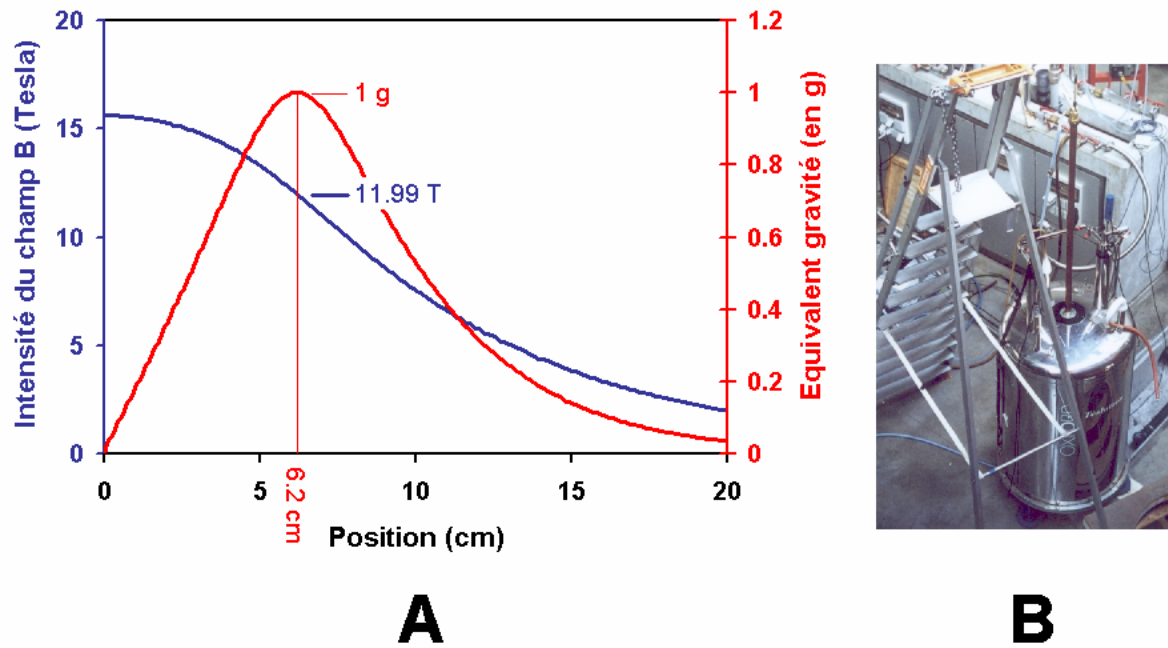 Intensité du champ B (Tesla)
20
15
10
5
0
1 g
11.99 T
1.2
1
0.8
0.6
0.4
0.2
0
Equivalent gravité (en g)
0
5
10
15
20
6.2 cm
Position (cm)
OXFORD
A
B